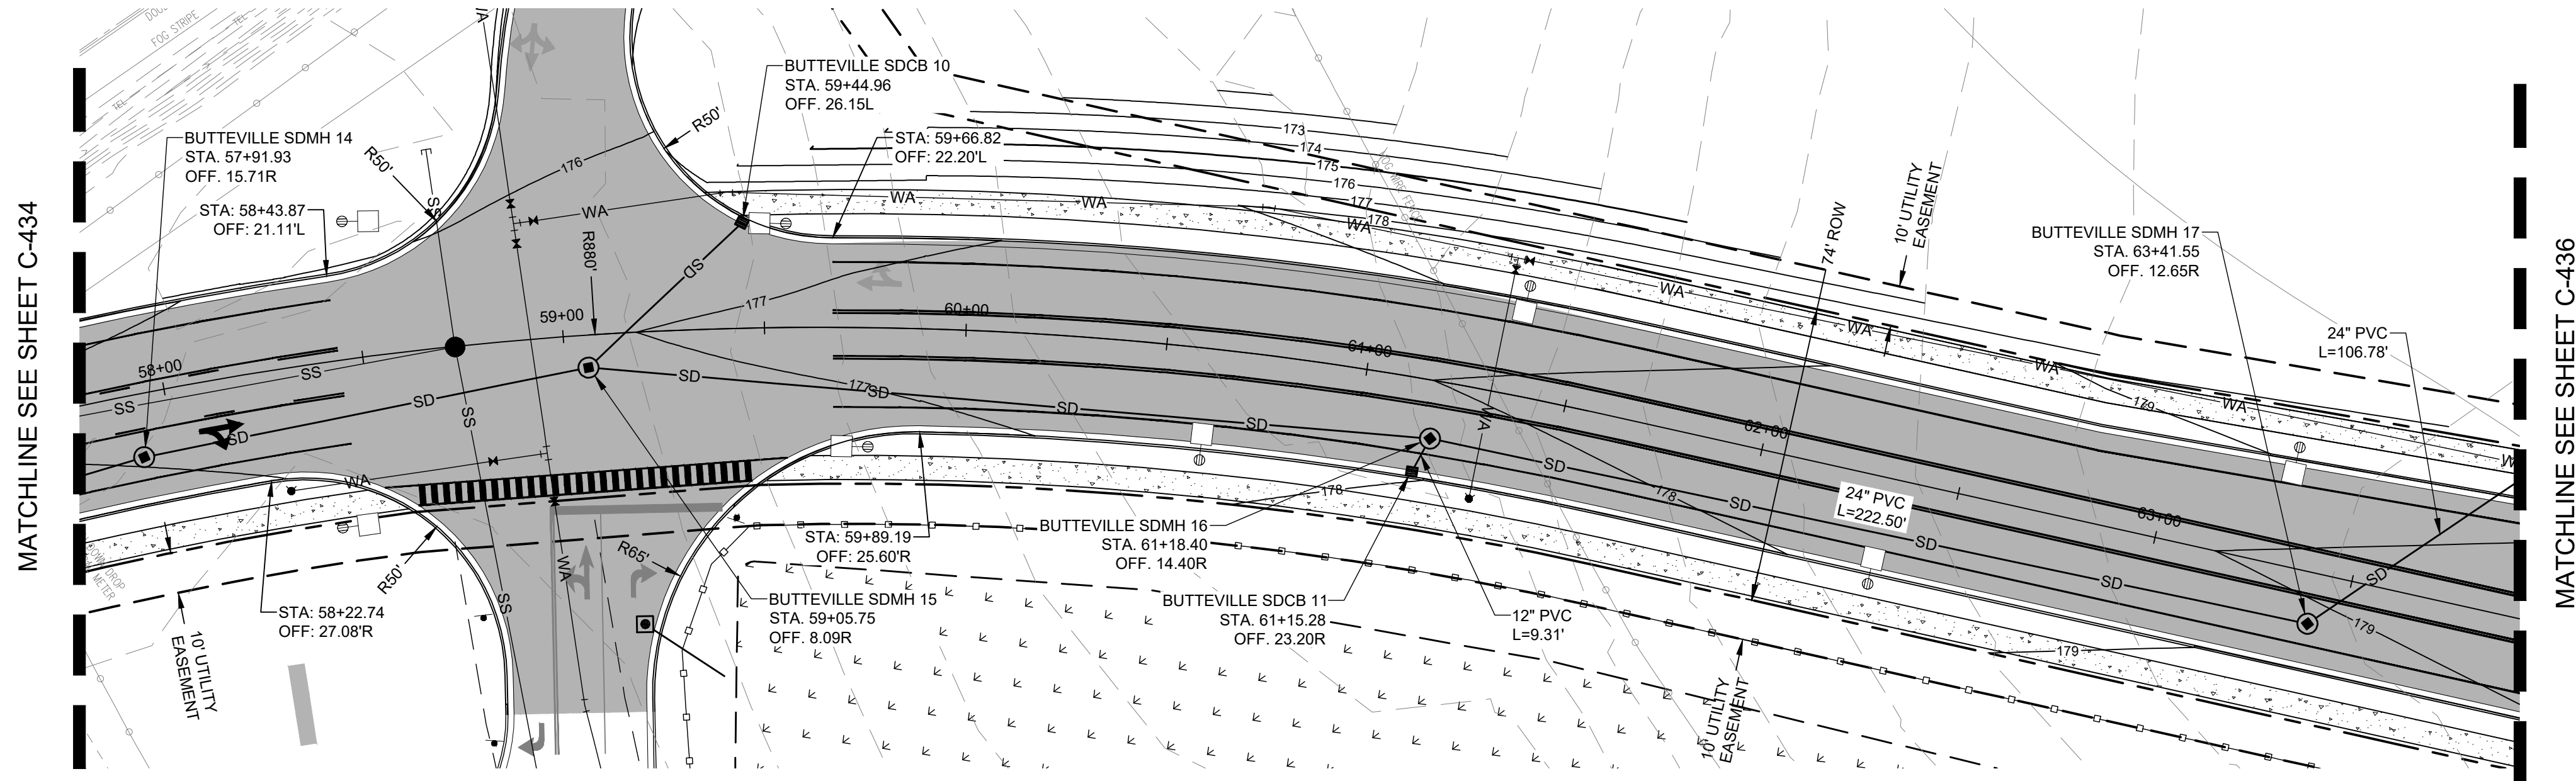 MATCHLINE SEE SHEET C-434
FOG STRIPE
TEL
TEL
BUTTEVILLE SDMH 14
STA. 57+91.93
OFF. 15.71R
STA: 58+43.87
OFF: 21.11'L
R50'
SS
WA
176
WA
R880'
R50'
BUTTEVILLE SDCB 10
STA. 59+44.96
OFF. 26.15L
STA: 59+66.82
OFF: 22.20'L
SD
WA
WA
WA
173
174
175
176
177
178
HOG WIRE FENCE
WA
WA
WA
WA
74' ROW
10' UTILITY
EASEMENT
BUTTEVILLE SDMH 17
STA. 63+41.55
OFF. 12.65R
24" PVC
L=106.78'
58+00
59+00
60+00
61+00
62+00
63+00
SS
SS
SD
SD
SS
177
177
SD
SD
SD
SD
SD
SD
SD
SD
SD
WA
178
178
179
179
179
24" PVC
L=222.50'
WA
WA
SS
R50'
R65'
STA: 58+22.74
OFF: 27.08'R
10' UTILITY
EASEMENT
STA: 59+89.19
OFF: 25.60'R
BUTTEVILLE SDMH 15
STA. 59+05.75
OFF. 8.09R
BUTTEVILLE SDMH 16
STA. 61+18.40
OFF. 14.40R
BUTTEVILLE SDCB 11
STA. 61+15.28
OFF. 23.20R
12" PVC
L=9.31'
10' UTILITY
EASEMENT
MATCHLINE SEE SHEET C-436